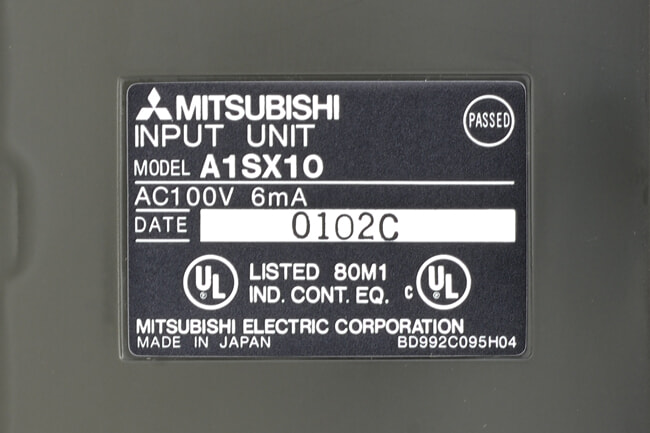 MITSUBISHI
INPUT UNIT
PASSED
MODEL A1SX10
AC100V 6mA
DATE 0102C
UL LISTED 80M1 IND. CONT. EQ. c UL
MITSUBISHI ELECTRIC CORPORATION
MADE IN JAPAN BD992C095H04